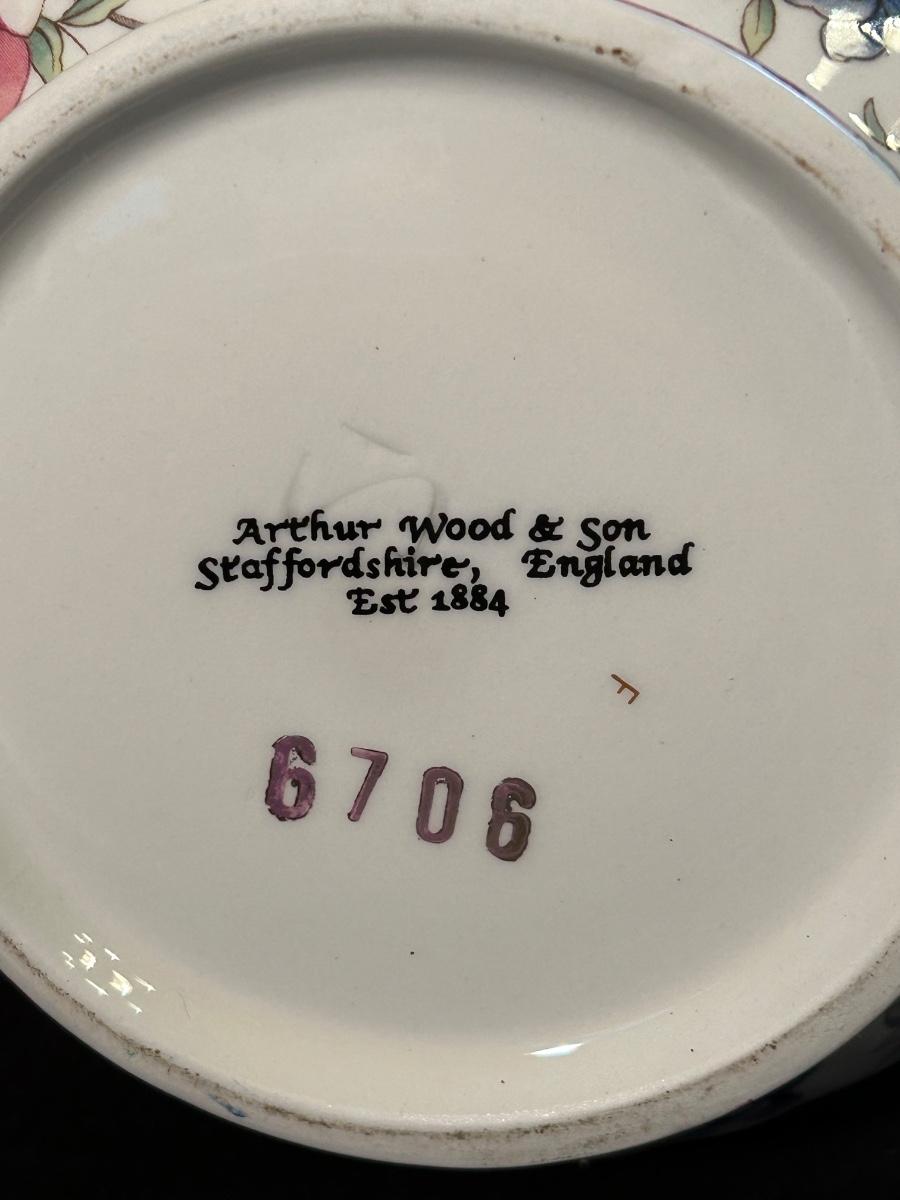 Arthur Wood & Son
Staffordshire, England
Est 1884
F
6706